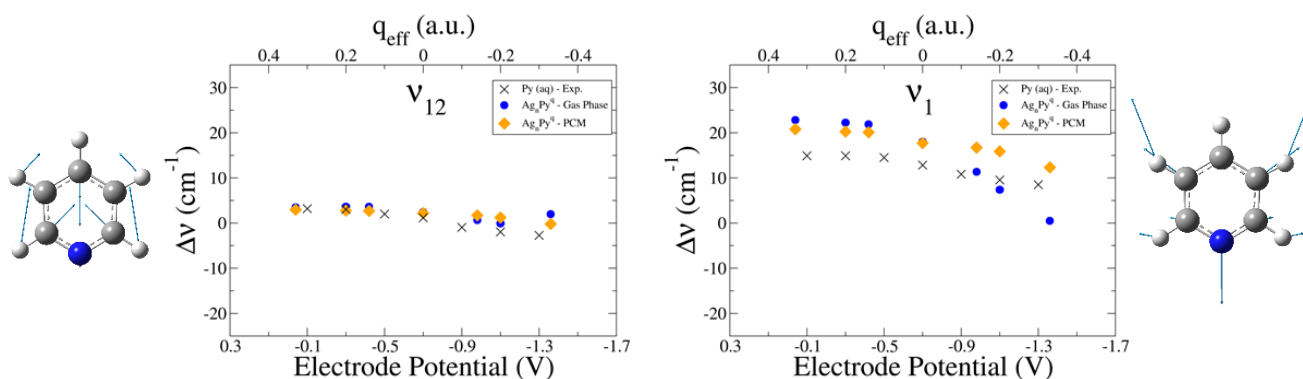 q_eff (a.u.)
0.4 0.2 0 -0.2 -0.4
ν₁₂
× Py (aq) - Exp.
Ag_nPy^q - Gas Phase
Ag_nPy^q - PCM
30
20
10
0
-10
-20
Δν (cm⁻¹)
0.3 -0.1 -0.5 -0.9 -1.3 -1.7
Electrode Potential (V)
q_eff (a.u.)
0.4 0.2 0 -0.2 -0.4
ν₁
× Py (aq) - Exp.
Ag_nPy^q - Gas Phase
Ag_nPy^q - PCM
30
20
10
0
-10
-20
Δν (cm⁻¹)
0.3 -0.1 -0.5 -0.9 -1.3 -1.7
Electrode Potential (V)